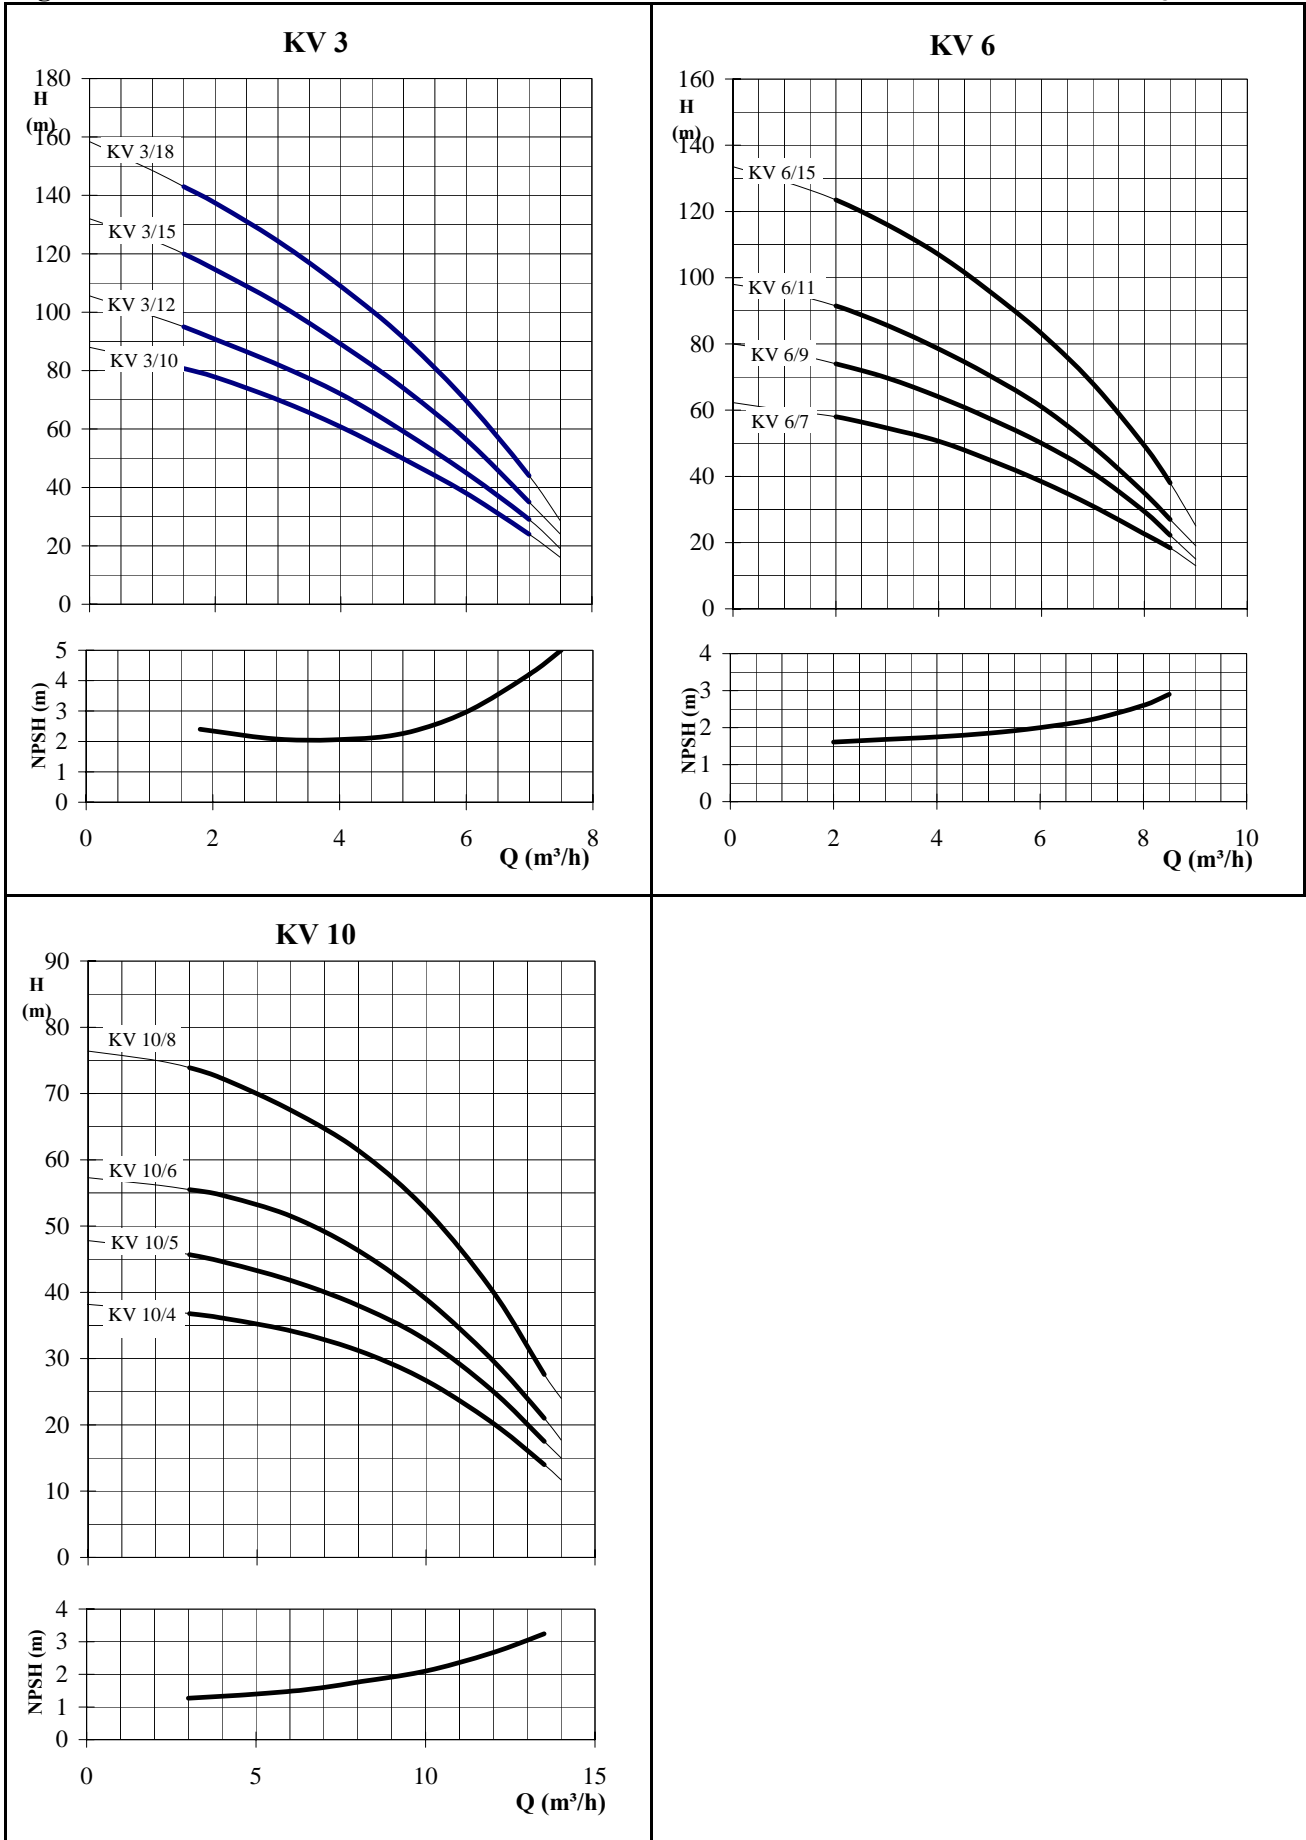 KV 3
180
H
(m)
160
KV 3/18
140
KV 3/15
120
KV 3/12
100
KV 3/10
80
60
40
20
0
5
4
3
2
1
0
NPSH (m)
0 2 4 6 8
Q (m³/h)
KV 6
160
H
(m)
140
KV 6/15
120
100
KV 6/11
80
KV 6/9
60
KV 6/7
40
20
0
4
3
2
1
0
NPSH (m)
0 2 4 6 8 10
Q (m³/h)
KV 10
90
H
(m)
80
KV 10/8
70
60
KV 10/6
50
KV 10/5
40
KV 10/4
30
20
10
0
4
3
2
1
0
NPSH (m)
0 5 10 15
Q (m³/h)